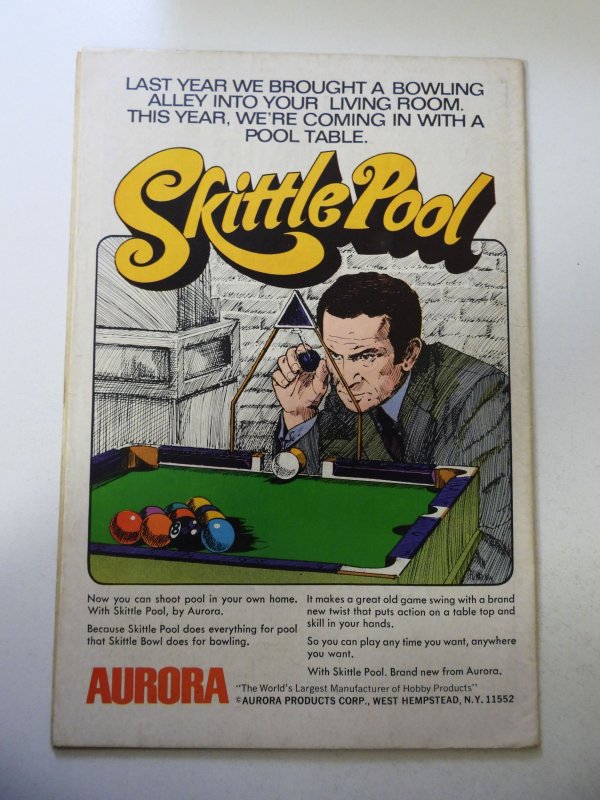 LAST YEAR WE BROUGHT A BOWLING
ALLEY INTO YOUR LIVING ROOM.
THIS YEAR, WE'RE COMING IN WITH A
POOL TABLE.
Skittle Pool
8
Now you can shoot pool in your own home.
With Skittle Pool, by Aurora.
Because Skittle Pool does everything for pool
that Skittle Bowl does for bowling.
It makes a great old game swing with a brand
new twist that puts action on a table top and
skill in your hands.
So you can play any time you want, anywhere
you want.
With Skittle Pool. Brand new from Aurora.
AURORA
"The World's Largest Manufacturer of Hobby Products"
©AURORA PRODUCTS CORP., WEST HEMPSTEAD, N.Y. 11552